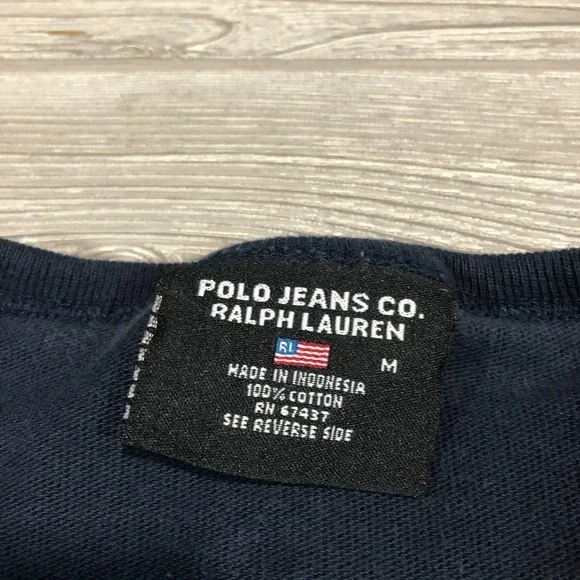 POLO JEANS CO.
RALPH LAUREN
RL
M
MADE IN INDONESIA
100% COTTON
RN 67437
SEE REVERSE SIDE